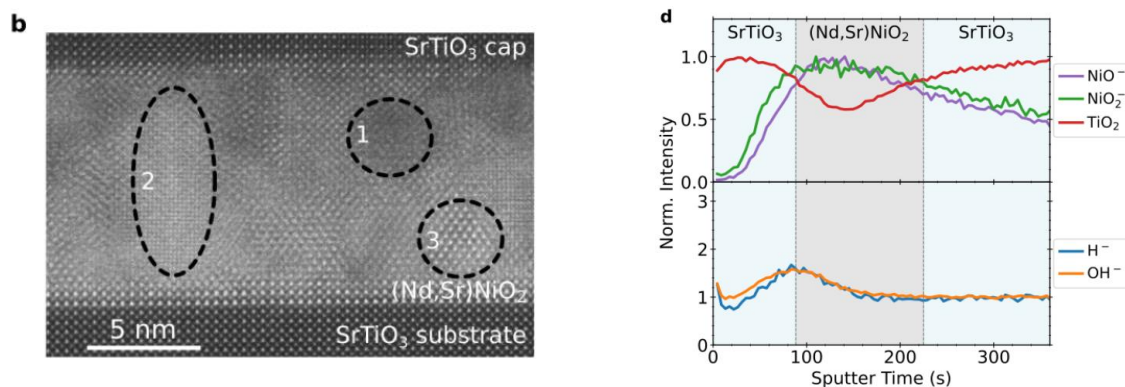 b
SrTiO₃ cap
1
2
3
(Nd,Sr)NiO₂
SrTiO₃ substrate
5 nm
d
SrTiO₃ (Nd,Sr)NiO₂ SrTiO₃
1.0
0.5
0.0
NiO⁻
NiO₂⁻
TiO₂
Norm. Intensity
3
2
1
0
H⁻
OH⁻
0 100 200 300
Sputter Time (s)